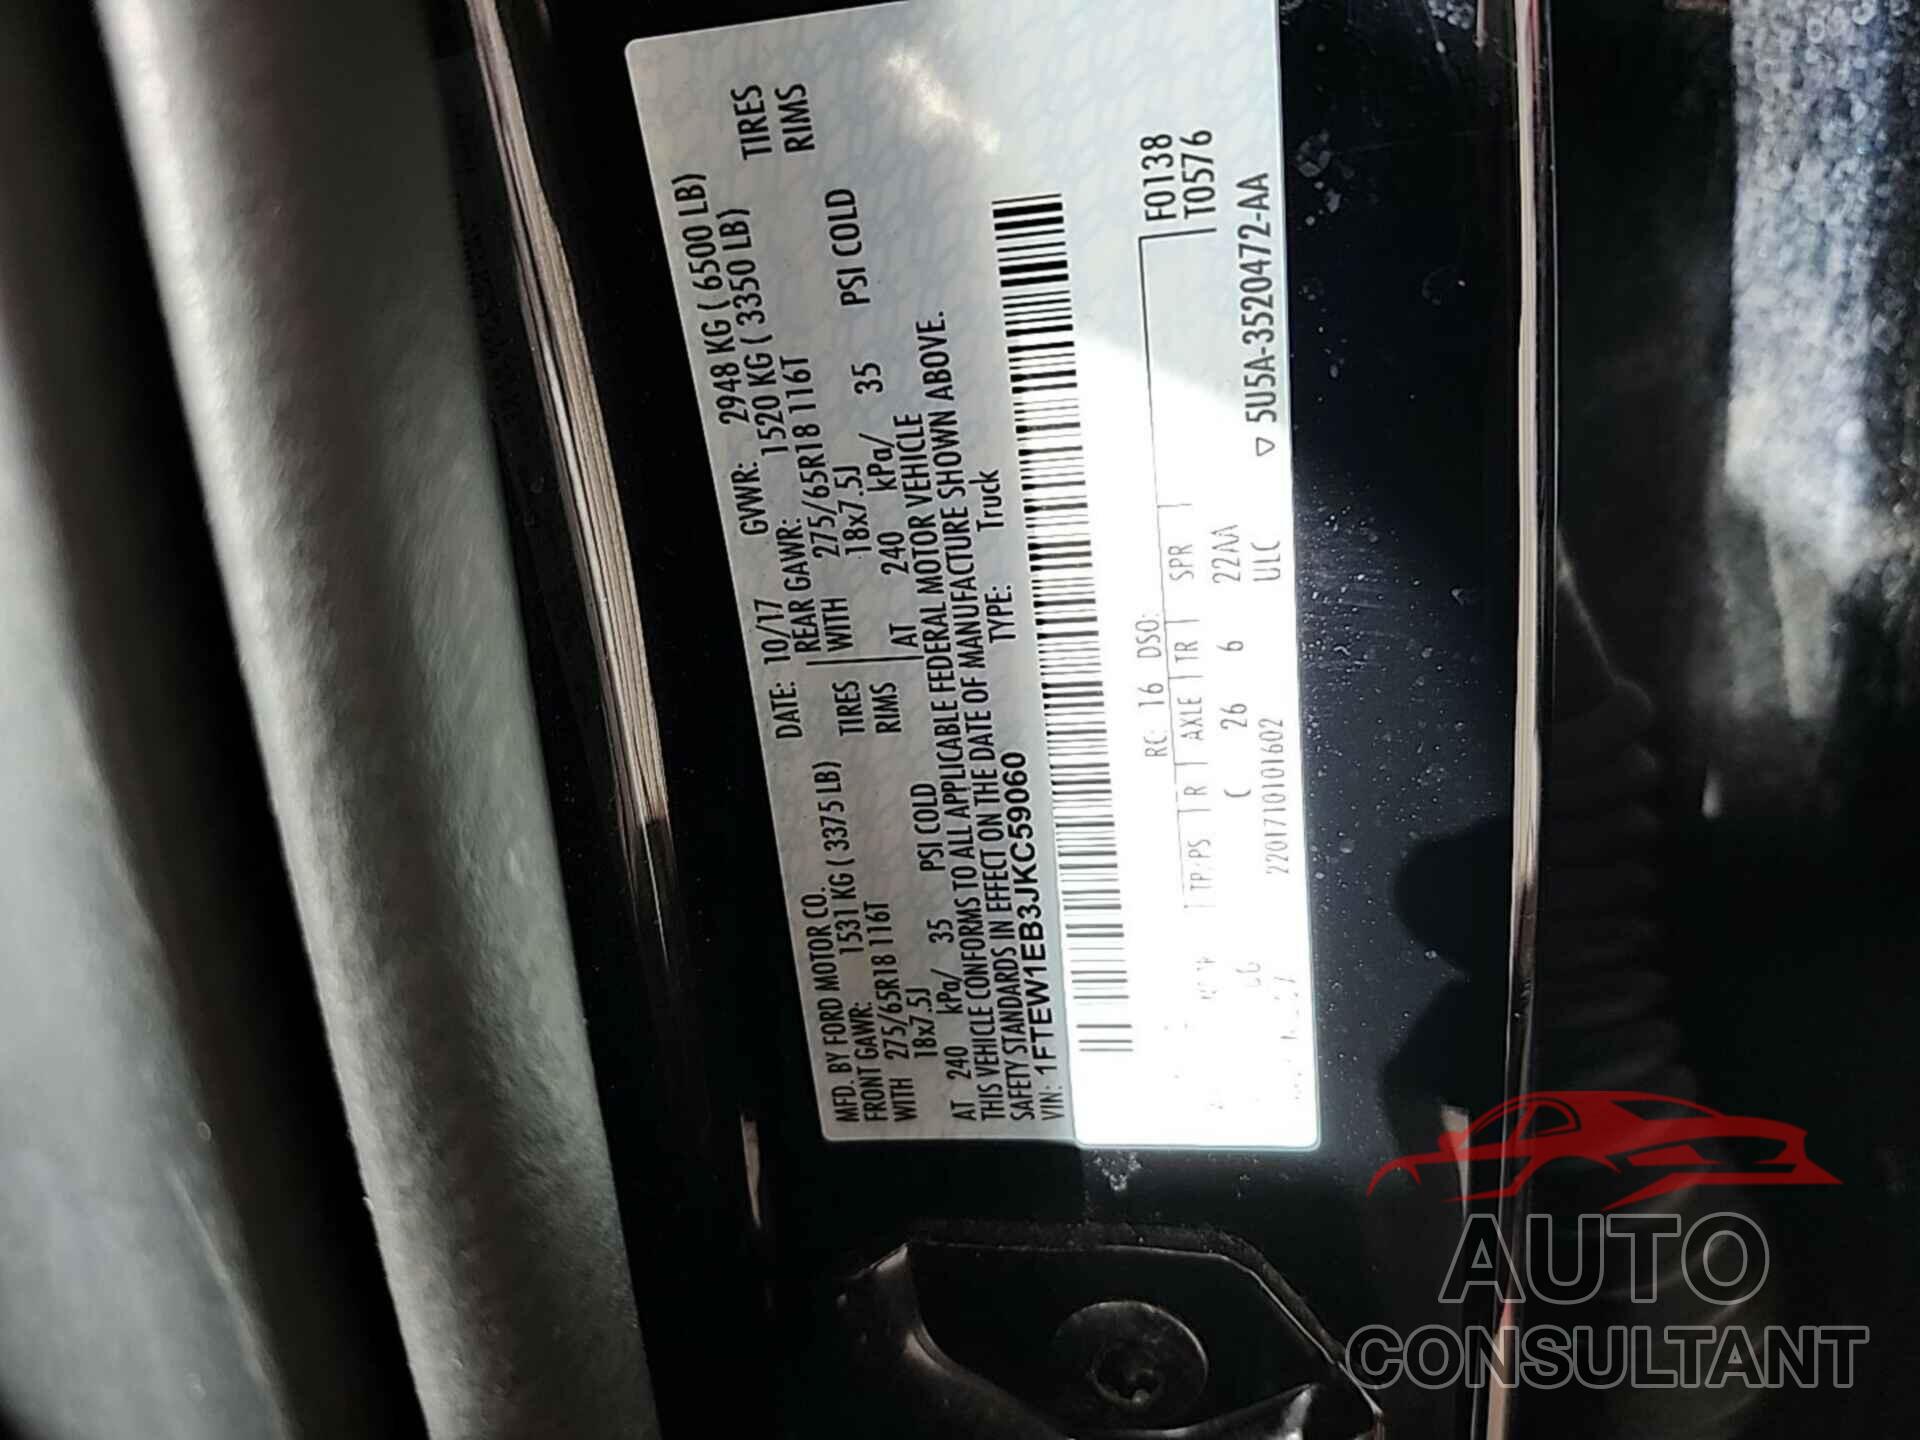 MFD. BY FORD MOTOR CO. DATE: 10/17 GVWR: 2948 KG ( 6500 LB)
FRONT GAWR: 1531 KG ( 3375 LB) REAR GAWR: 1520 KG ( 3350 LB)
WITH 275/65R18 116T TIRES WITH 275/65R18 116T TIRES
18x7.5J RIMS 18x7.5J RIMS
AT 240 kPa/ 35 PSI COLD AT 240 kPa/ 35 PSI COLD
THIS VEHICLE CONFORMS TO ALL APPLICABLE FEDERAL MOTOR VEHICLE
SAFETY STANDARDS IN EFFECT ON THE DATE OF MANUFACTURE SHOWN ABOVE.
VIN: 1FTEW1EB3JKC59060 TYPE: Truck
F0138
T0576
RC: 16 DSO:
TP/PS R AXLE TR SPR
C 26 6 22AA
ULC
2201710101602
▽ 5U5A-3520472-AA
AUTO
CONSULTANT